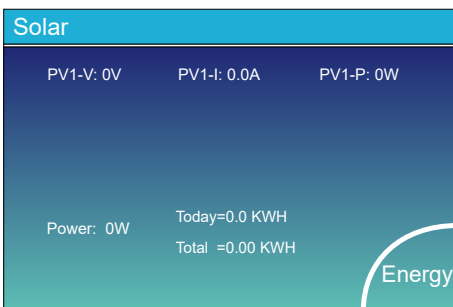 Solar
PV1-V: 0V PV1-I: 0.0A PV1-P: 0W
Power: 0W
Today=0.0 KWH
Total =0.00 KWH
Energy